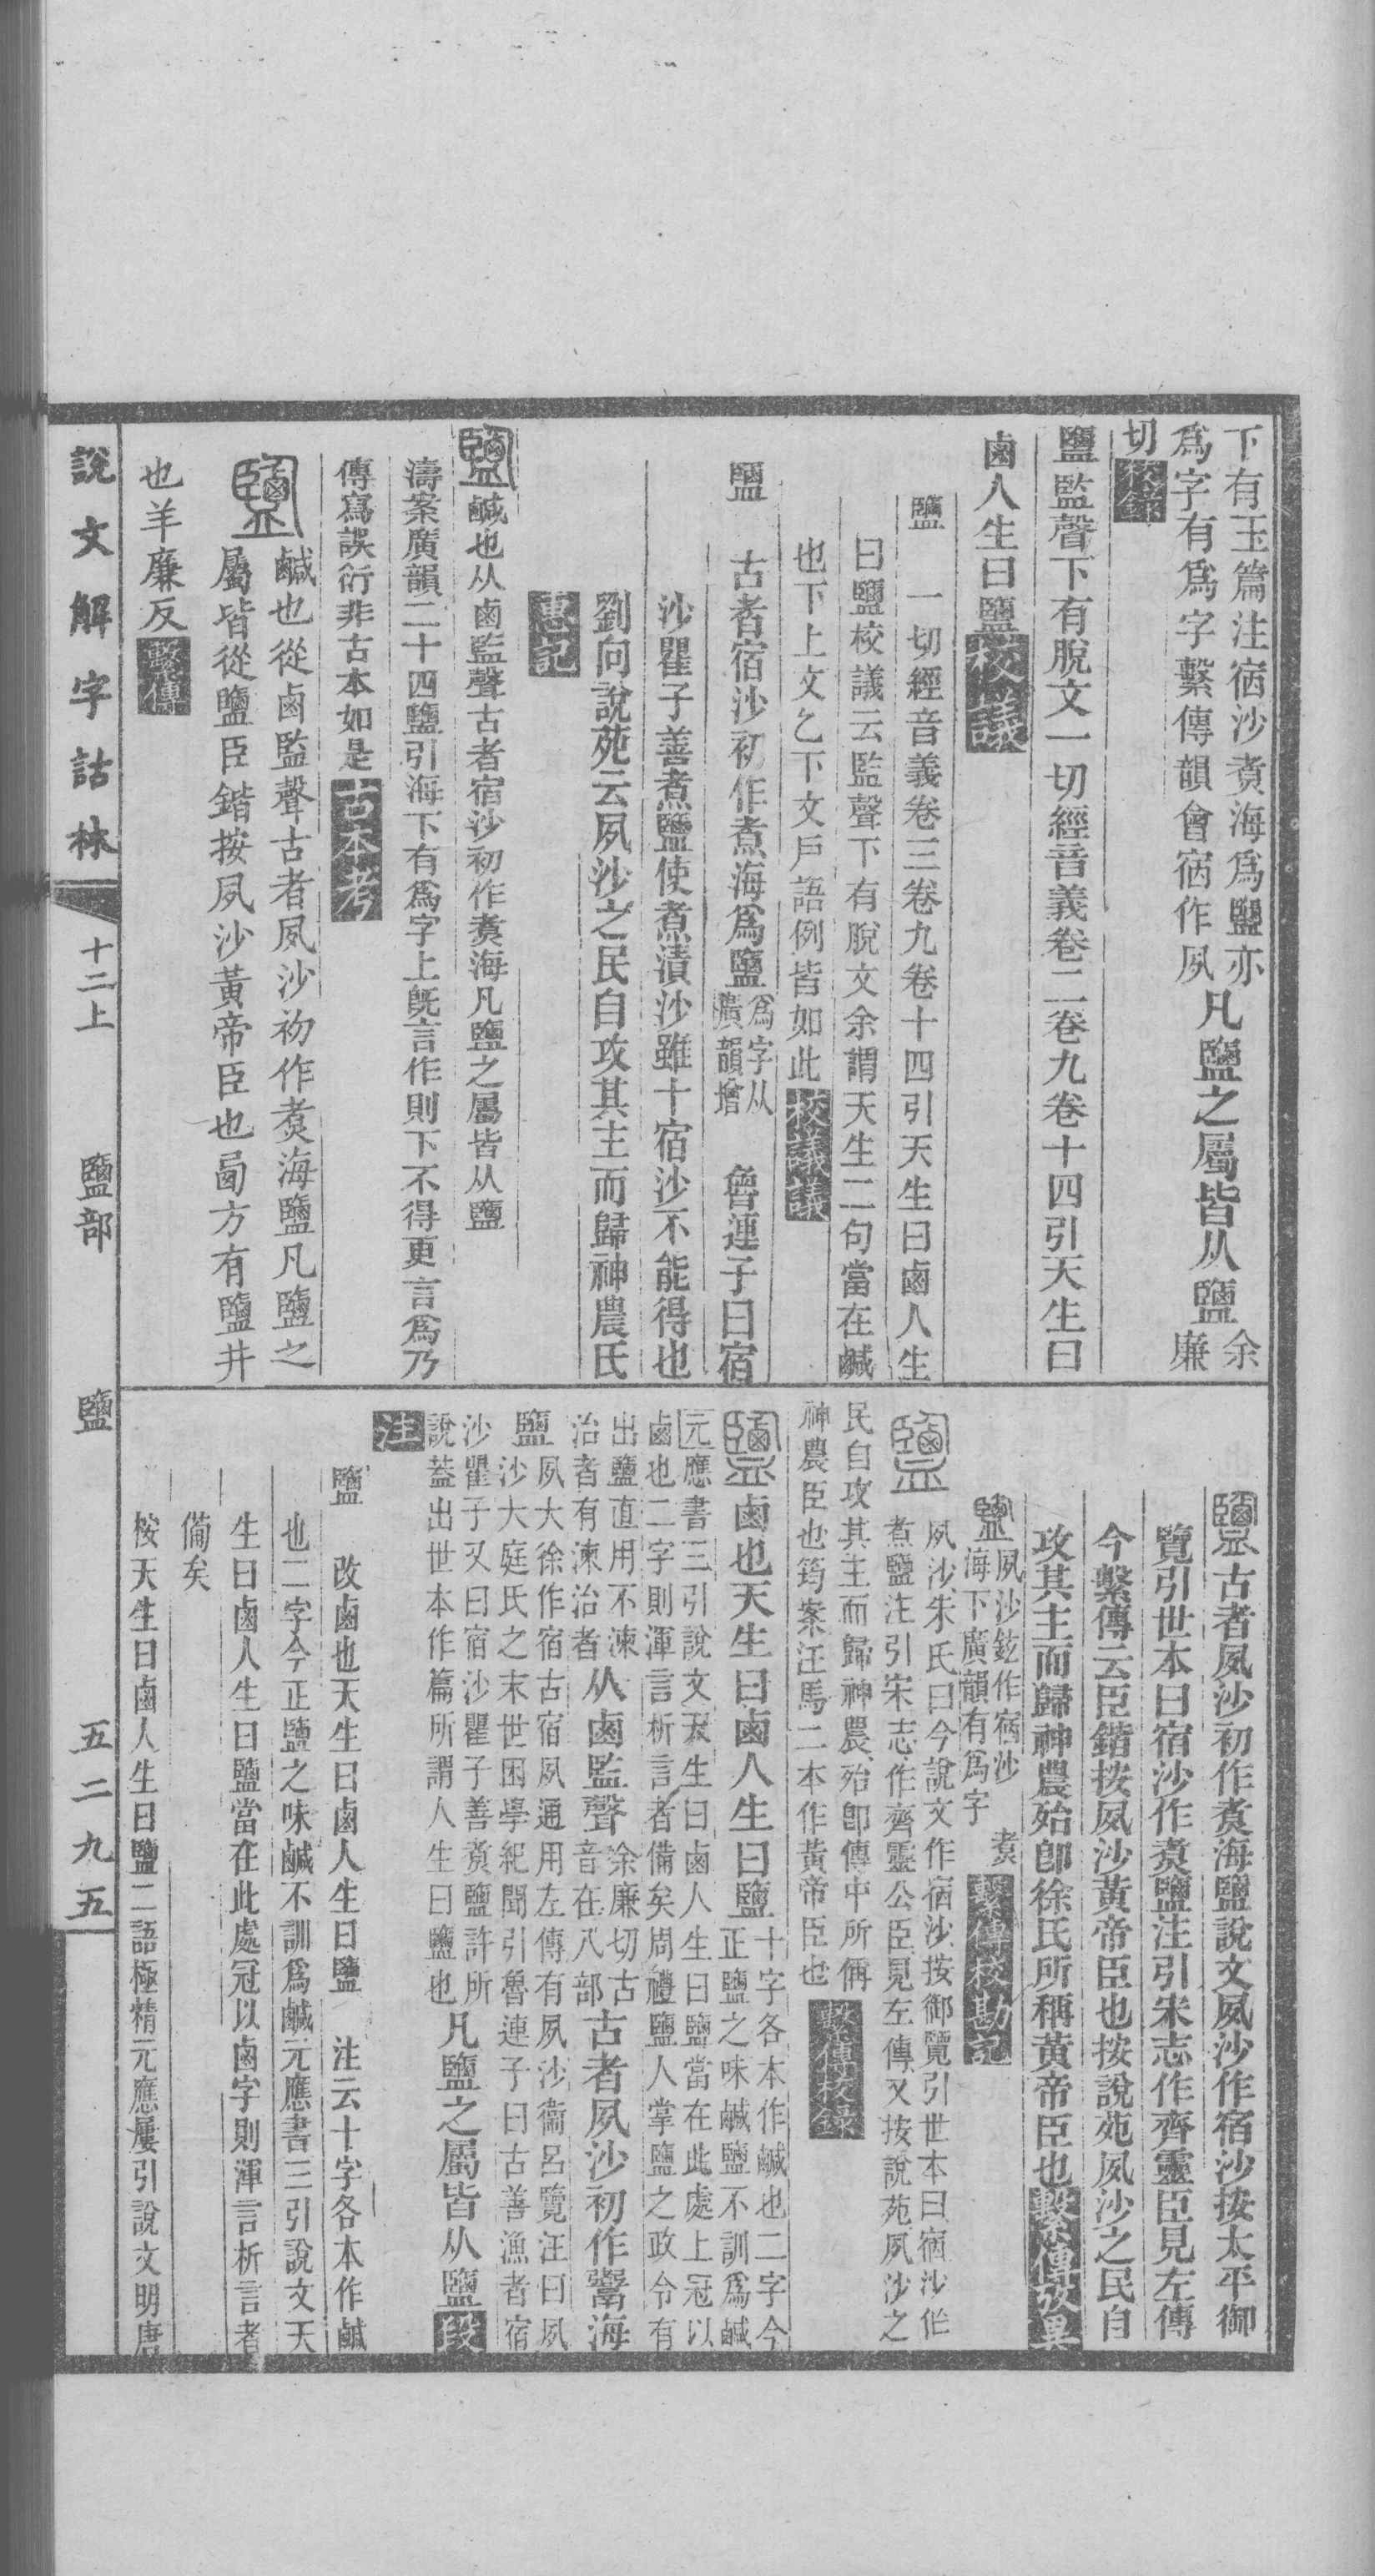 下有玉篇注宿沙煑海爲鹽亦
爲字有爲字繫傳韻會宿作夙
凡鹽之屬皆从鹽
余
廉
切校錄
鹽監聲下有脫文一切經音義卷二卷九卷十四引天生曰
鹵人生曰鹽校議
鹽　一切經音義卷三卷九卷十四引天生曰鹵人生
曰鹽校議云監聲下有脫文余謂天生二句當在鹹
也下上文乞下文戶語例皆如此校議議
鹽　古者宿沙初作煮海爲鹽
爲字从
廣韻增
魯連子曰宿
沙瞿子善煮鹽使煮漬沙雖十宿沙不能得也
劉向說苑云夙沙之民自攻其主而歸神農氏
惠記
鹽鹹也从鹵監聲古者宿沙初作煑海凡鹽之屬皆从鹽
濤案廣韻二十四鹽引海下有爲字上旣言作則下不得更言爲乃
傳寫誤衍非古本如是古本考
鹽鹹也從鹵監聲古者夙沙初作煑海鹽凡鹽之
屬皆從鹽臣鍇按夙沙黃帝臣也啚方有鹽井
也羊廉反繫傳
鹽古者夙沙初作煑海鹽說文夙沙作宿沙按太平御
覽引世本曰宿沙作煑鹽注引宋志作齊靈臣見左傳
今繫傳云臣鍇按夙沙黃帝臣也按說苑夙沙之民自
攻其主而歸神農殆卽徐氏所稱黃帝臣也繫傳攷異
鹽
夙沙鉉作宿沙
海下廣韻有爲字
煑
繫傳校勘記
鹽
夙沙朱氏曰今說文作宿沙按御覽引世本曰宿沙作
煮鹽注引宋志作齊靈公臣見左傳又按說苑夙沙之
民自攻其主而歸神農殆卽傳中所偁
神農臣也筠案汪馬二本作黃帝臣也繫傳校錄
鹽鹵也天生曰鹵人生曰鹽
十字各本作鹹也二字今
正鹽之味鹹鹽不訓爲鹹
元應書三引說文天生曰鹵人生曰鹽當在此處上冠以
鹵也二字則渾言析言者備矣周禮鹽人掌鹽之政令有
出鹽直用不湅
治者有湅治者
从鹵監聲
余廉切古
音在八部
古者夙沙初作鬻海
鹽
夙大徐作宿古宿夙通用左傳有夙沙衞呂覽注曰夙
沙大庭氏之末世困學紀聞引魯連子曰古善漁者宿
沙瞿子又曰宿沙瞿子善煑鹽許所
說蓋出世本作篇所謂人生曰鹽也
凡鹽之屬皆从鹽段
注
鹽　改鹵也天生曰鹵人生曰鹽　注云十字各本作鹹
也二字今正鹽之味鹹不訓爲鹹元應書三引說文天
生曰鹵人生曰鹽當在此處冠以鹵字則渾言析言者
備矣
桉天生曰鹵人生曰鹽二語極精元應屢引說文明唐
說文解字詁林
十二上
鹽部
鹽
五二九五